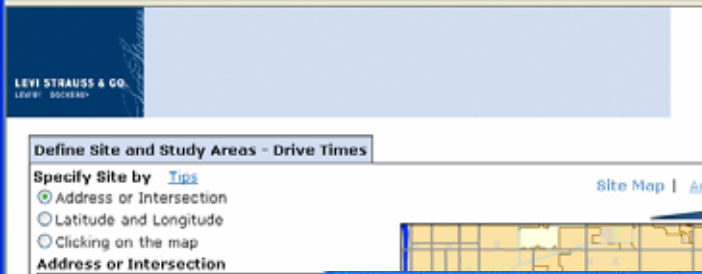 LEVI STRAUSS & CO.
LEVI'S® DOCKERS®
Define Site and Study Areas - Drive Times
Specify Site by Tips
Site Map |
Address or Intersection
Latitude and Longitude
Clicking on the map
Address or Intersection